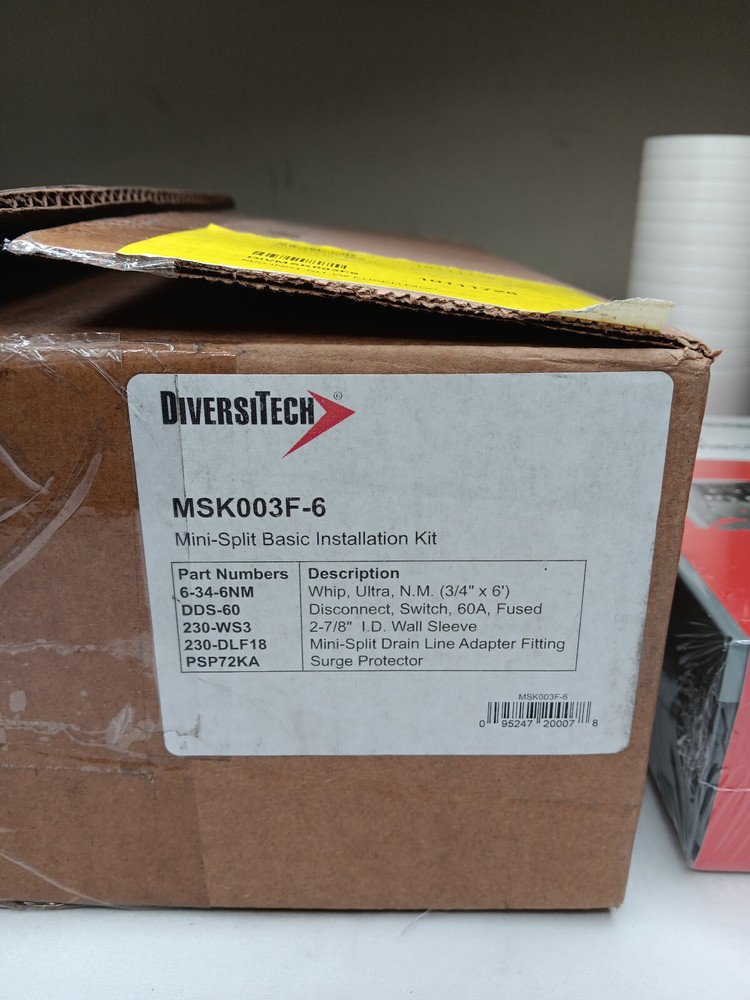 DIVMSK003F6
DIVERSITECH®
MSK003F-6
Mini-Split Basic Installation Kit
Part Numbers Description
6-34-6NM Whip, Ultra, N.M. (3/4" x 6')
DDS-60 Disconnect, Switch, 60A, Fused
230-WS3 2-7/8" I.D. Wall Sleeve
230-DLF18 Mini-Split Drain Line Adapter Fitting
PSP72KA Surge Protector
MSK003F-6
0 95247 20007 8